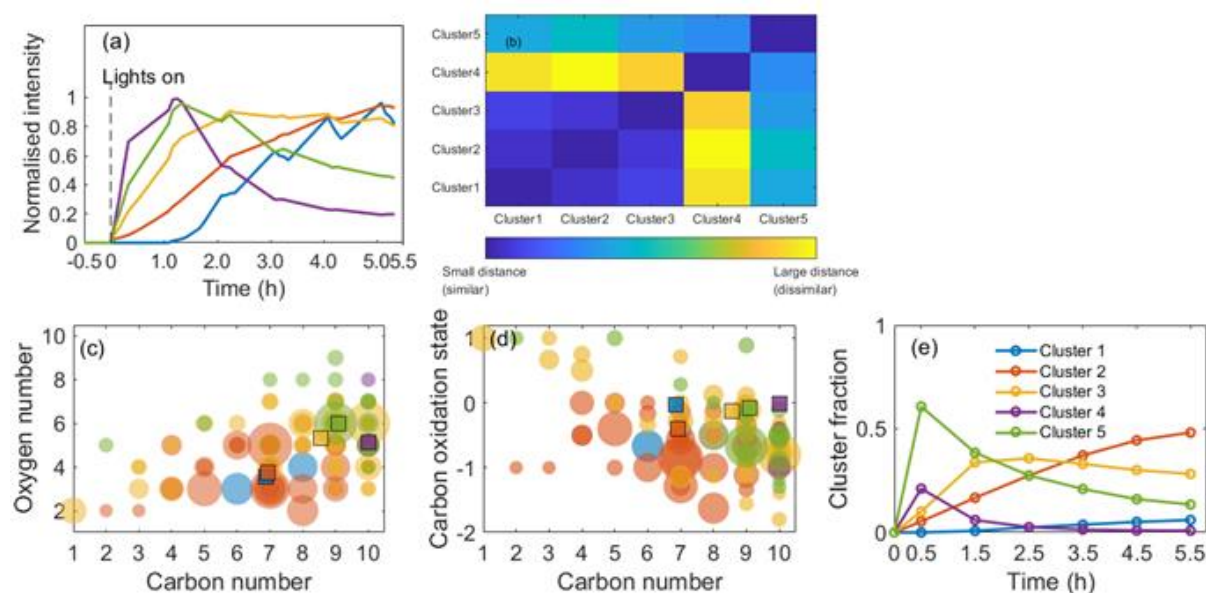 (a)
Lights on
Normalised intensity
1
0.8
0.6
0.4
0.2
0
-0.5 0 1.0 2.0 3.0 4.0 5.05.5
Time (h)
(b)
Cluster5
Cluster4
Cluster3
Cluster2
Cluster1
Cluster1 Cluster2 Cluster3 Cluster4 Cluster5
Small distance
(similar)
Large distance
(dissimilar)
(c)
Oxygen number
10
8
6
4
2
1 2 3 4 5 6 7 8 9 10
Carbon number
(d)
Carbon oxidation state
1
0
-1
-2
1 2 3 4 5 6 7 8 9 10
Carbon number
(e)
Cluster fraction
1
0.5
0
Cluster 1
Cluster 2
Cluster 3
Cluster 4
Cluster 5
0 0.5 1.5 2.5 3.5 4.5 5.5
Time (h)